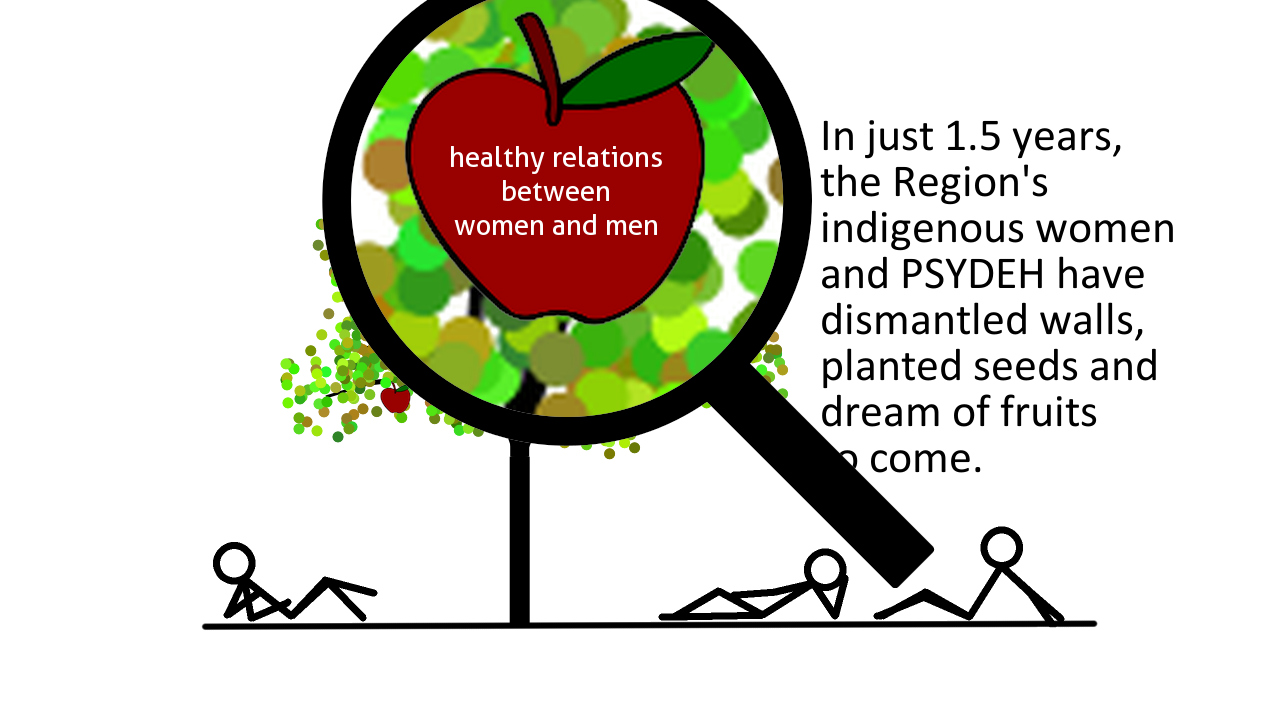 healthy relations
between
women and men
In just 1.5 years,
the Region's
indigenous women
and PSYDEH have
dismantled walls,
planted seeds and
dream of fruits
come.